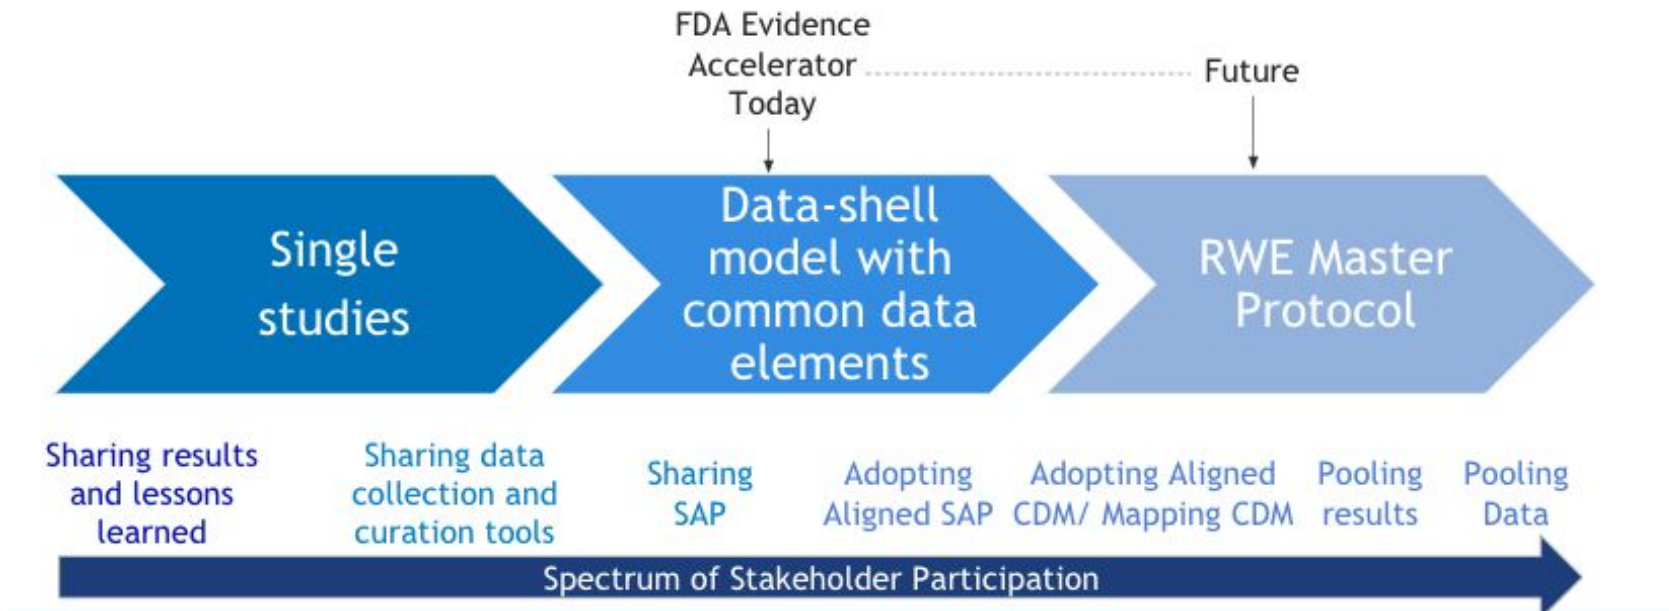 FDA Evidence
Accelerator
Today
Future
Single
studies
Data-shell
model with
common data
elements
RWE Master
Protocol
Sharing results
and lessons
learned
Sharing data
collection and
curation tools
Sharing
SAP
Adopting
Aligned SAP
Adopting Aligned
CDM/ Mapping CDM
Pooling
results
Pooling
Data
Spectrum of Stakeholder Participation